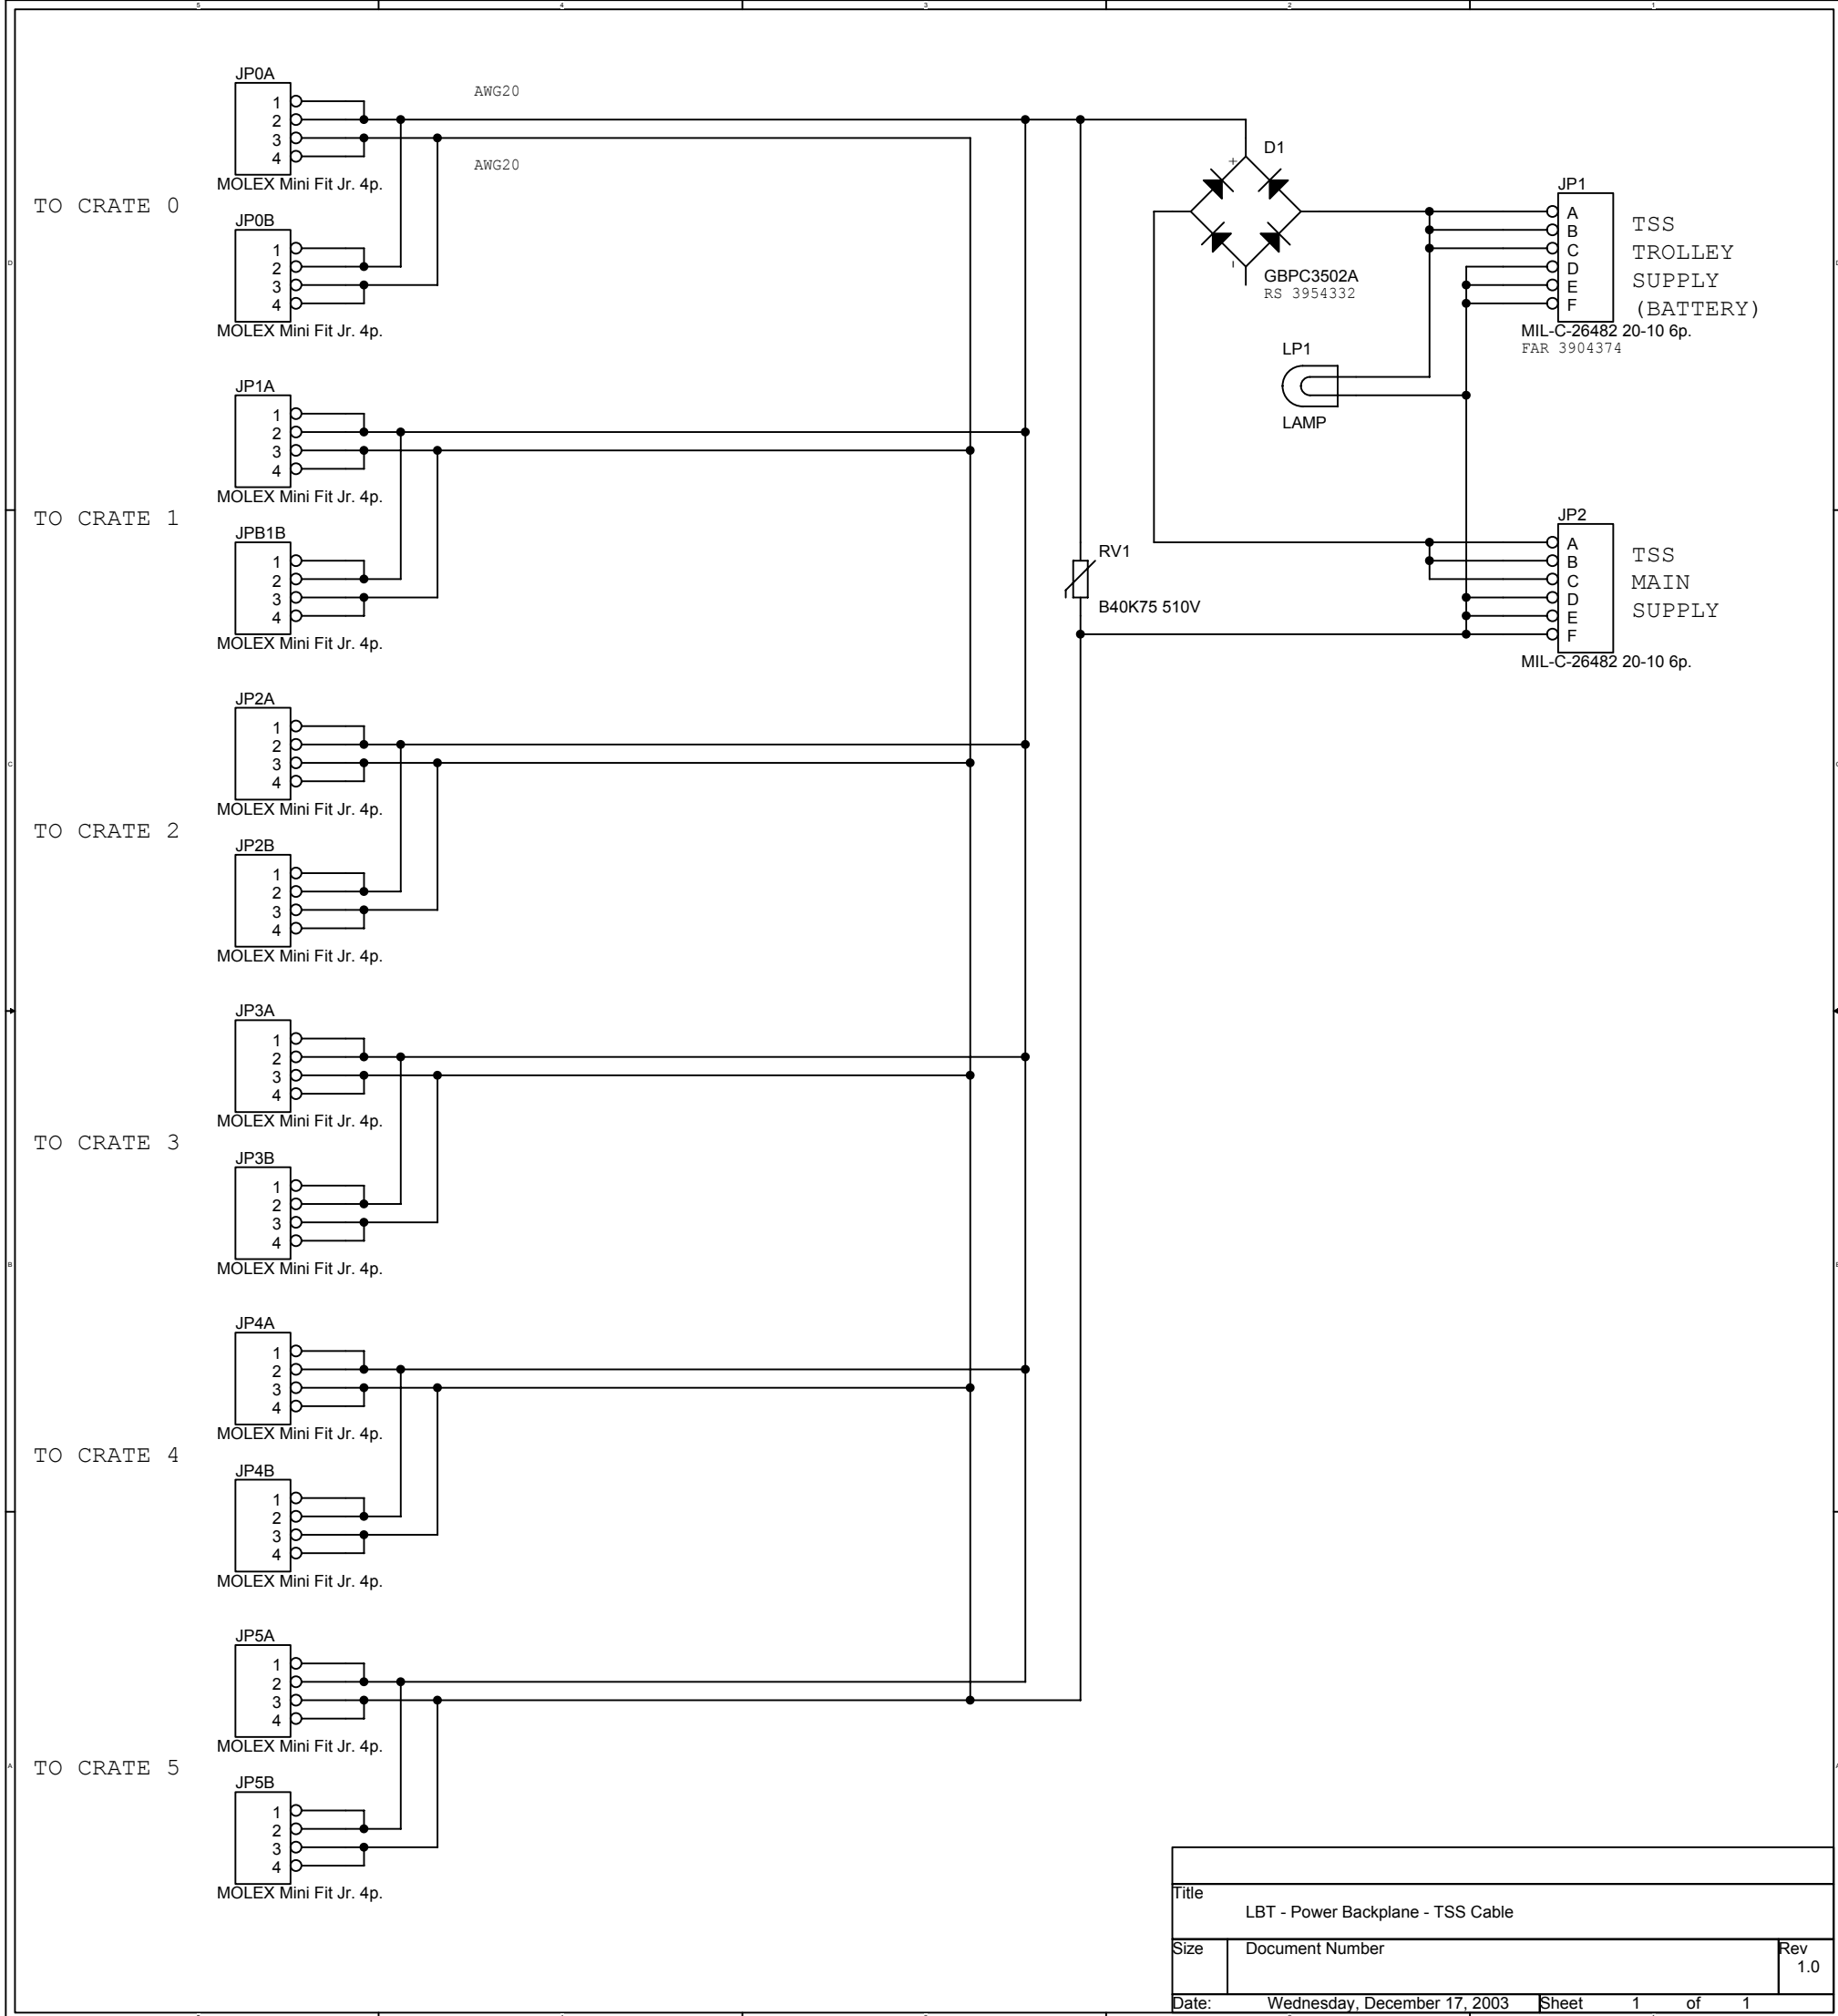 5 4 3 2 1
D
C
B
A
D
C
B
A
JP0A
1
2
3
4
MOLEX Mini Fit Jr. 4p.
AWG20
AWG20
TO CRATE 0
JP0B
1
2
3
4
MOLEX Mini Fit Jr. 4p.
JP1A
1
2
3
4
MOLEX Mini Fit Jr. 4p.
TO CRATE 1
JPB1B
1
2
3
4
MOLEX Mini Fit Jr. 4p.
JP2A
1
2
3
4
MOLEX Mini Fit Jr. 4p.
TO CRATE 2
JP2B
1
2
3
4
MOLEX Mini Fit Jr. 4p.
JP3A
1
2
3
4
MOLEX Mini Fit Jr. 4p.
TO CRATE 3
JP3B
1
2
3
4
MOLEX Mini Fit Jr. 4p.
JP4A
1
2
3
4
MOLEX Mini Fit Jr. 4p.
TO CRATE 4
JP4B
1
2
3
4
MOLEX Mini Fit Jr. 4p.
JP5A
1
2
3
4
MOLEX Mini Fit Jr. 4p.
TO CRATE 5
JP5B
1
2
3
4
MOLEX Mini Fit Jr. 4p.
D1
+
-
GBPC3502A
RS 3954332
LP1
LAMP
RV1
B40K75 510V
JP1
A
B
C
D
E
F
MIL-C-26482 20-10 6p.
FAR 3904374
TSS
TROLLEY
SUPPLY
(BATTERY)
JP2
A
B
C
D
E
F
MIL-C-26482 20-10 6p.
TSS
MAIN
SUPPLY
Title
LBT - Power Backplane - TSS Cable
Size Document Number Rev
1.0
Date: Wednesday, December 17, 2003 Sheet 1 of 1